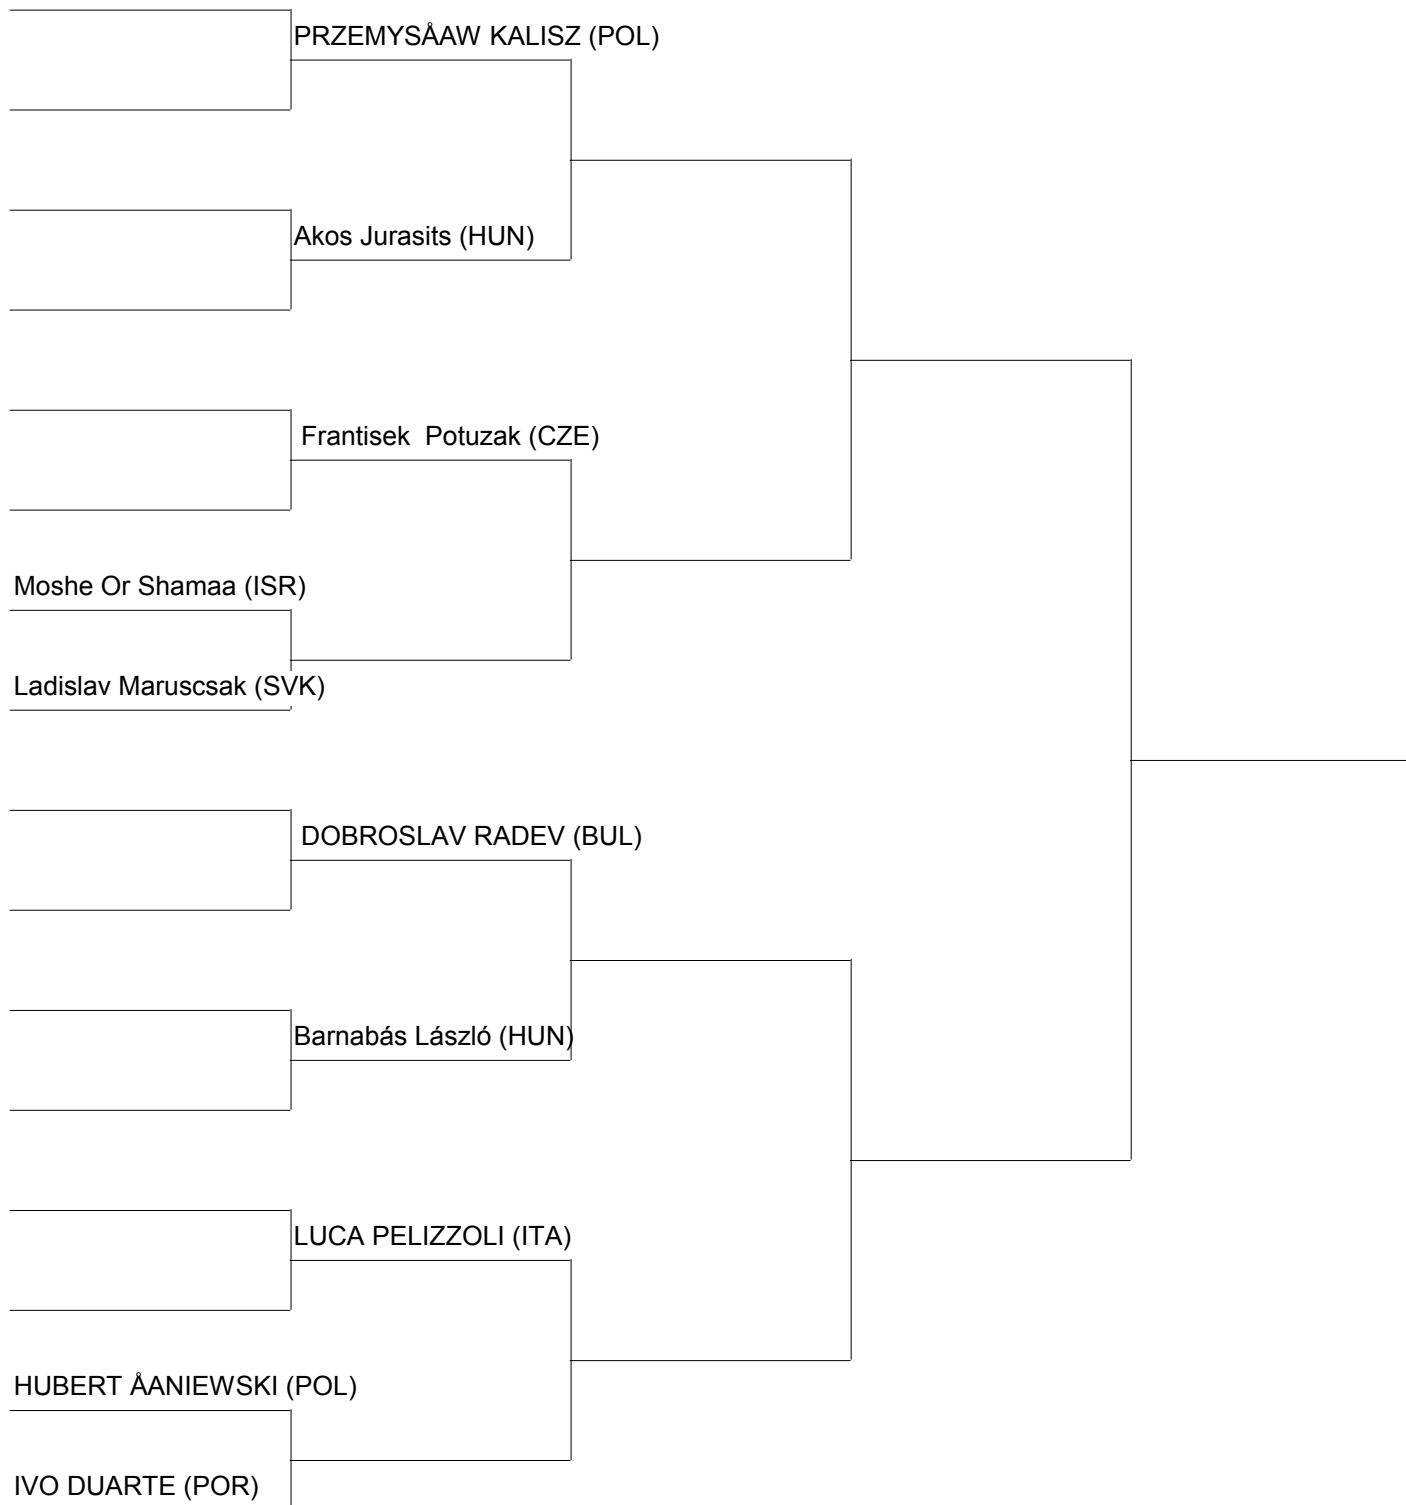 PRZEMYSÅAW KALISZ (POL)
Akos Jurasits (HUN)
Frantisek  Potuzak (CZE)
Moshe Or Shamaa (ISR)
Ladislav Maruscsak (SVK)
DOBROSLAV RADEV (BUL)
Barnabás László (HUN)
LUCA PELIZZOLI (ITA)
HUBERT ÅANIEWSKI (POL)
IVO DUARTE (POR)